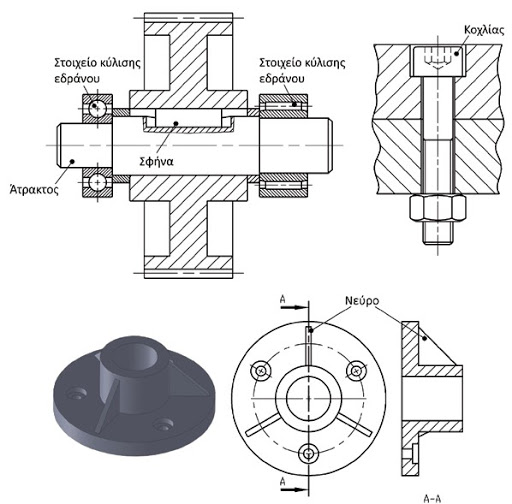 Στοιχείο κύλισης
εδράνου
Στοιχείο κύλισης
εδράνου
Κοχλίας
Σφήνα
Άτρακτος
A
Νεύρο
A
A-A